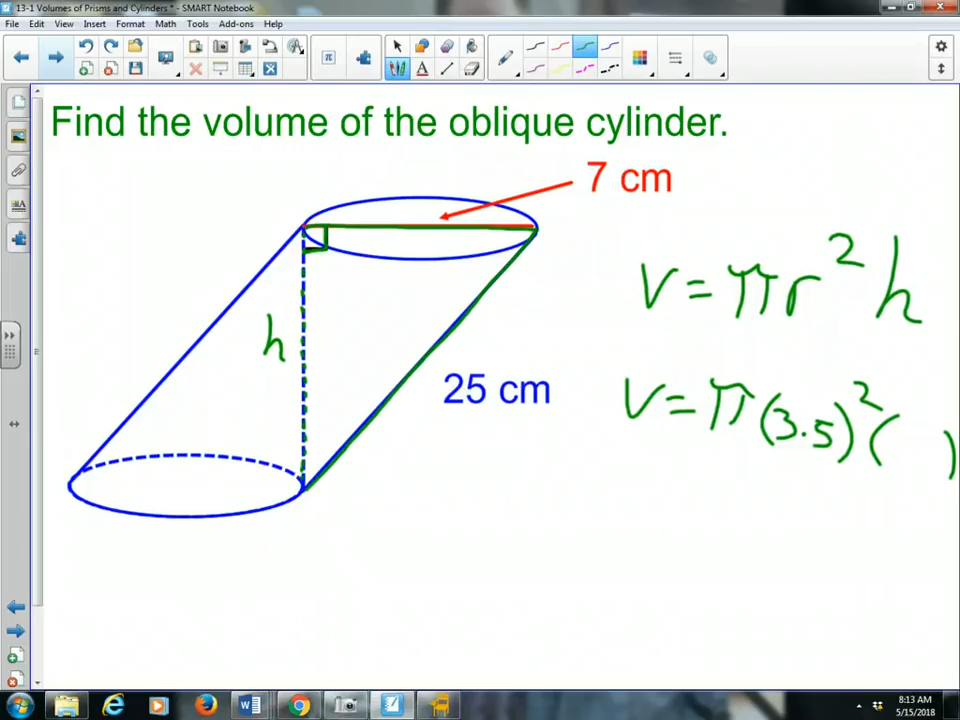 13-1 Volumes of Prisms and Cylinders * - SMART Notebook
File Edit View Insert Format Math Tools Add-ons Help
Find the volume of the oblique cylinder.
7 cm
V = πr² h
h
25 cm
V = π(3.5)²( )
8:13 AM
5/15/2018